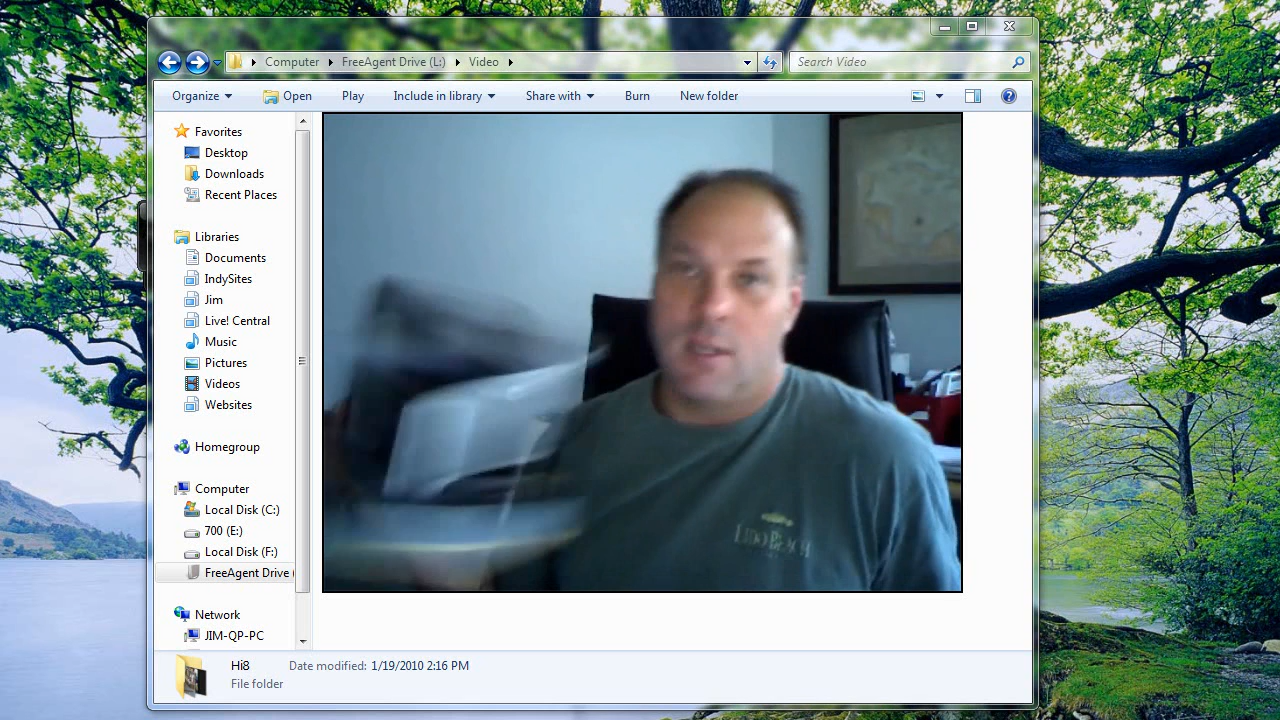 Computer FreeAgent Drive (L:) Video Search Video
Organize Open Play Include in library Share with Burn New folder
Favorites
Desktop
Downloads
Recent Places
Libraries
Documents
IndySites
Jim
Live! Central
Music
Pictures
Videos
Websites
Homegroup
Computer
Local Disk (C:)
700 (E:)
Local Disk (F:)
FreeAgent Drive (
Network
JIM-QP-PC
LIDO BEACH
Hi8 Date modified: 1/19/2010 2:16 PM
File folder